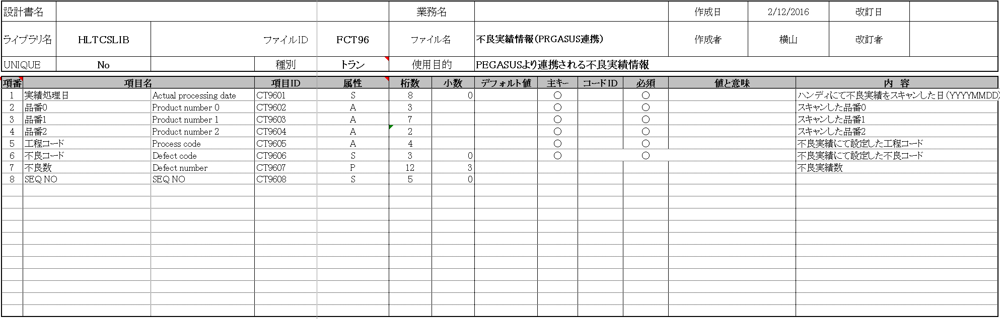 設計書名 業務名 作成日 2/12/2016 改訂日
ライブラリ名 HLTCSLIB ファイルID FCT96 ファイル名 不良実績情報(PRGASUS連携) 作成者 横山 改訂者
UNIQUE No 種別 トラン 使用目的 PEGASUSより連携される不良実績情報
項番 項目名 項目ID 属性 桁数 小数 デフォルト値 主キー コードID 必須 値と意味 内 容
1 実績処理日 Actual processing date CT9601 S 8 0 ○ ○ ハンディにて不良実績をスキャンした日(YYYYMMDD)
2 品番0 Product number 0 CT9602 A 3 ○ ○ スキャンした品番0
3 品番1 Product number 1 CT9603 A 7 ○ ○ スキャンした品番1
4 品番2 Product number 2 CT9604 A 2 ○ ○ スキャンした品番2
5 工程コード Process code CT9605 A 4 ○ ○ 不良実績にて設定した工程コード
6 不良コード Defect code CT9606 S 3 0 ○ ○ 不良実績にて設定した不良コード
7 不良数 Defect number CT9607 P 12 3 不良実績数
8 SEQ NO SEQ NO CT9608 S 5 0